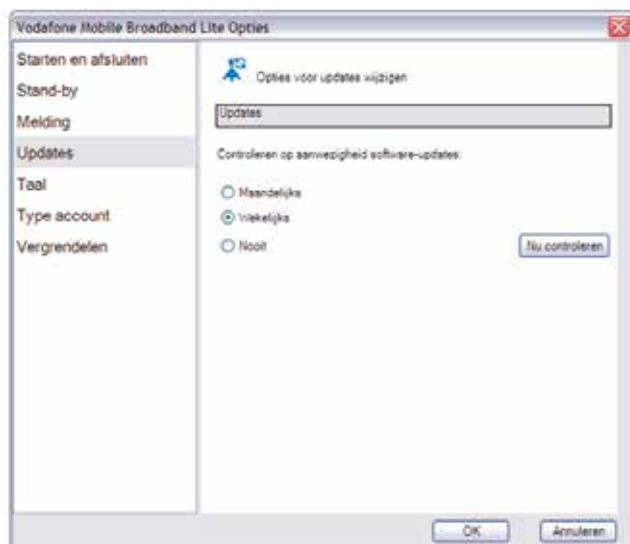 Vodafone Mobile Broadband Lite Opties
Starten en afsluiten
Stand-by
Melding
Updates
Taal
Type account
Vergrendelen
Opties voor updates wijzigen
Updates
Controleren op aanwezigheid software-updates:
Maandelijks
Wekelijks
Nooit
Nu controleren
OK
Annuleren